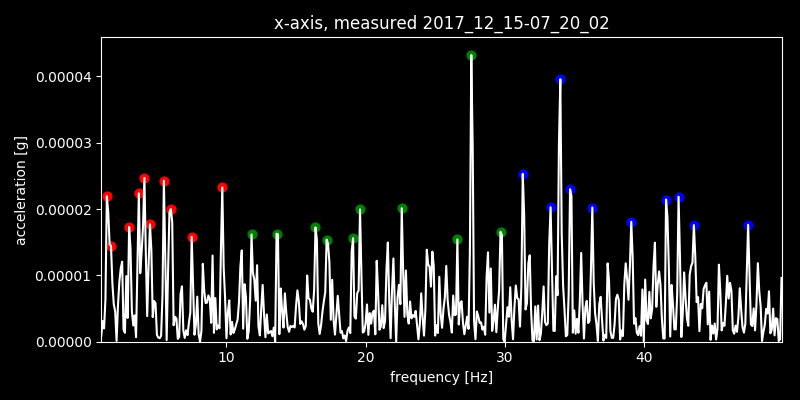 x-axis, measured 2017_12_15-07_20_02
acceleration [g]
0.00004
0.00003
0.00002
0.00001
0.00000
10 20 30 40
frequency [Hz]